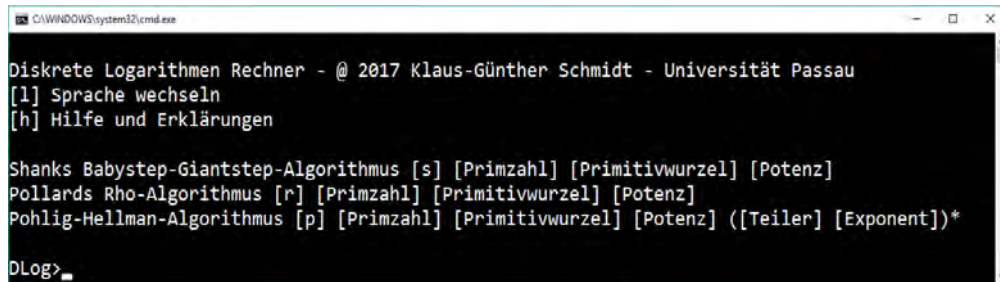 C:\WINDOWS\system32\cmd.exe
Diskrete Logarithmen Rechner - @ 2017 Klaus-Günther Schmidt - Universität Passau
[l] Sprache wechseln
[h] Hilfe und Erklärungen
Shanks Babystep-Giantstep-Algorithmus [s] [Primzahl] [Primitivwurzel] [Potenz]
Pollards Rho-Algorithmus [r] [Primzahl] [Primitivwurzel] [Potenz]
Pohlig-Hellman-Algorithmus [p] [Primzahl] [Primitivwurzel] [Potenz] ([Teiler] [Exponent])*
DLog>_